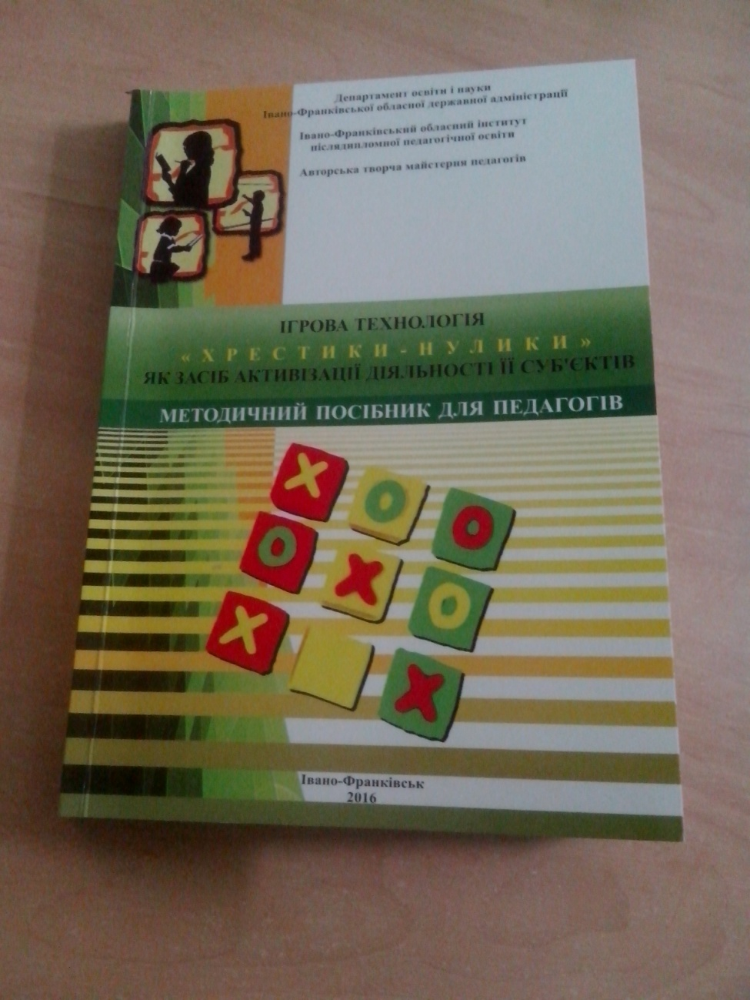 Департамент освіти і науки
Івано-Франківської обласної державної адміністрації
Івано-Франківський обласний інститут
післядипломної педагогічної освіти
Авторська творча майстерня педагогів
ІГРОВА ТЕХНОЛОГІЯ
«ХРЕСТИКИ-НУЛИКИ»
ЯК ЗАСІБ АКТИВІЗАЦІЇ ДІЯЛЬНОСТІ ЇЇ СУБ'ЄКТІВ
МЕТОДИЧНИЙ ПОСІБНИК ДЛЯ ПЕДАГОГІВ
X O O
O X O
X X
Івано-Франківськ
2016